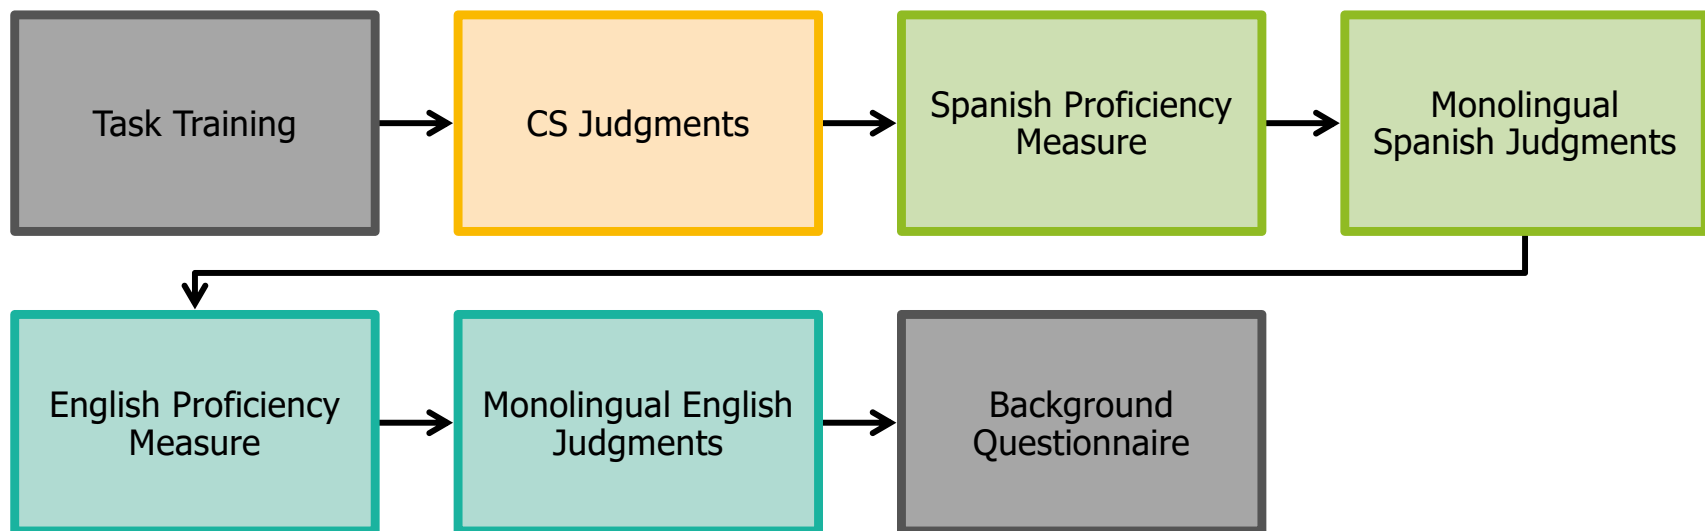 Task Training
CS Judgments
Spanish Proficiency
Measure
Monolingual
Spanish Judgments
English Proficiency
Measure
Monolingual English
Judgments
Background
Questionnaire